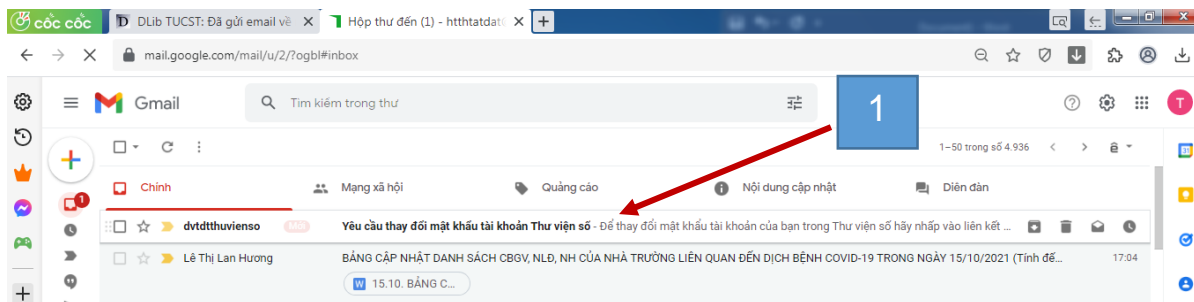 cốc cốc
DLib TUCST: Đã gửi email về
Hộp thư đến (1) - htthtatdat
mail.google.com/mail/u/2/?ogbl#inbox
Gmail
Tìm kiếm trong thư
1
T
1–50 trong số 4.936
Chính
Mạng xã hội
Quảng cáo
Nội dung cập nhật
Diễn đàn
1
dvtdtthuvienso Mới Yêu cầu thay đổi mật khẩu tài khoản Thư viện số - Để thay đổi mật khẩu tài khoản của bạn trong Thư viện số hãy nhấp vào liên kết ...
Lê Thị Lan Hương BẢNG CẬP NHẬT DANH SÁCH CBGV, NLĐ, NH CỦA NHÀ TRƯỜNG LIÊN QUAN ĐẾN DỊCH BỆNH COVID-19 TRONG NGÀY 15/10/2021 (Tính đế... 17:04
W 15.10. BẢNG C...